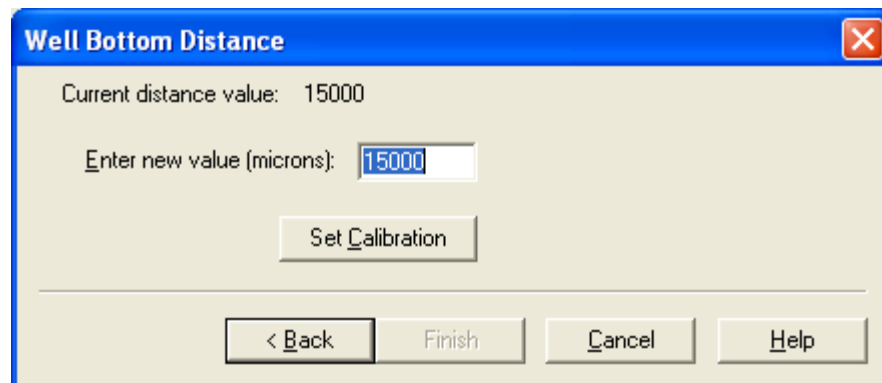 Well Bottom Distance
Current distance value: 15000
Enter new value (microns): 15000
Set Calibration
< Back Finish Cancel Help